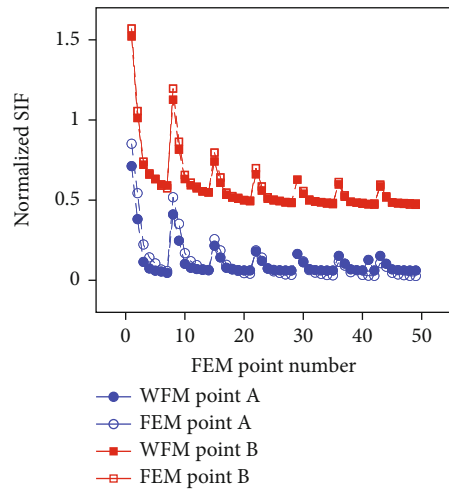 1.5
1
0.5
0
Normalized SIF
0 10 20 30 40 50
FEM point number
WFM point A
FEM point A
WFM point B
FEM point B